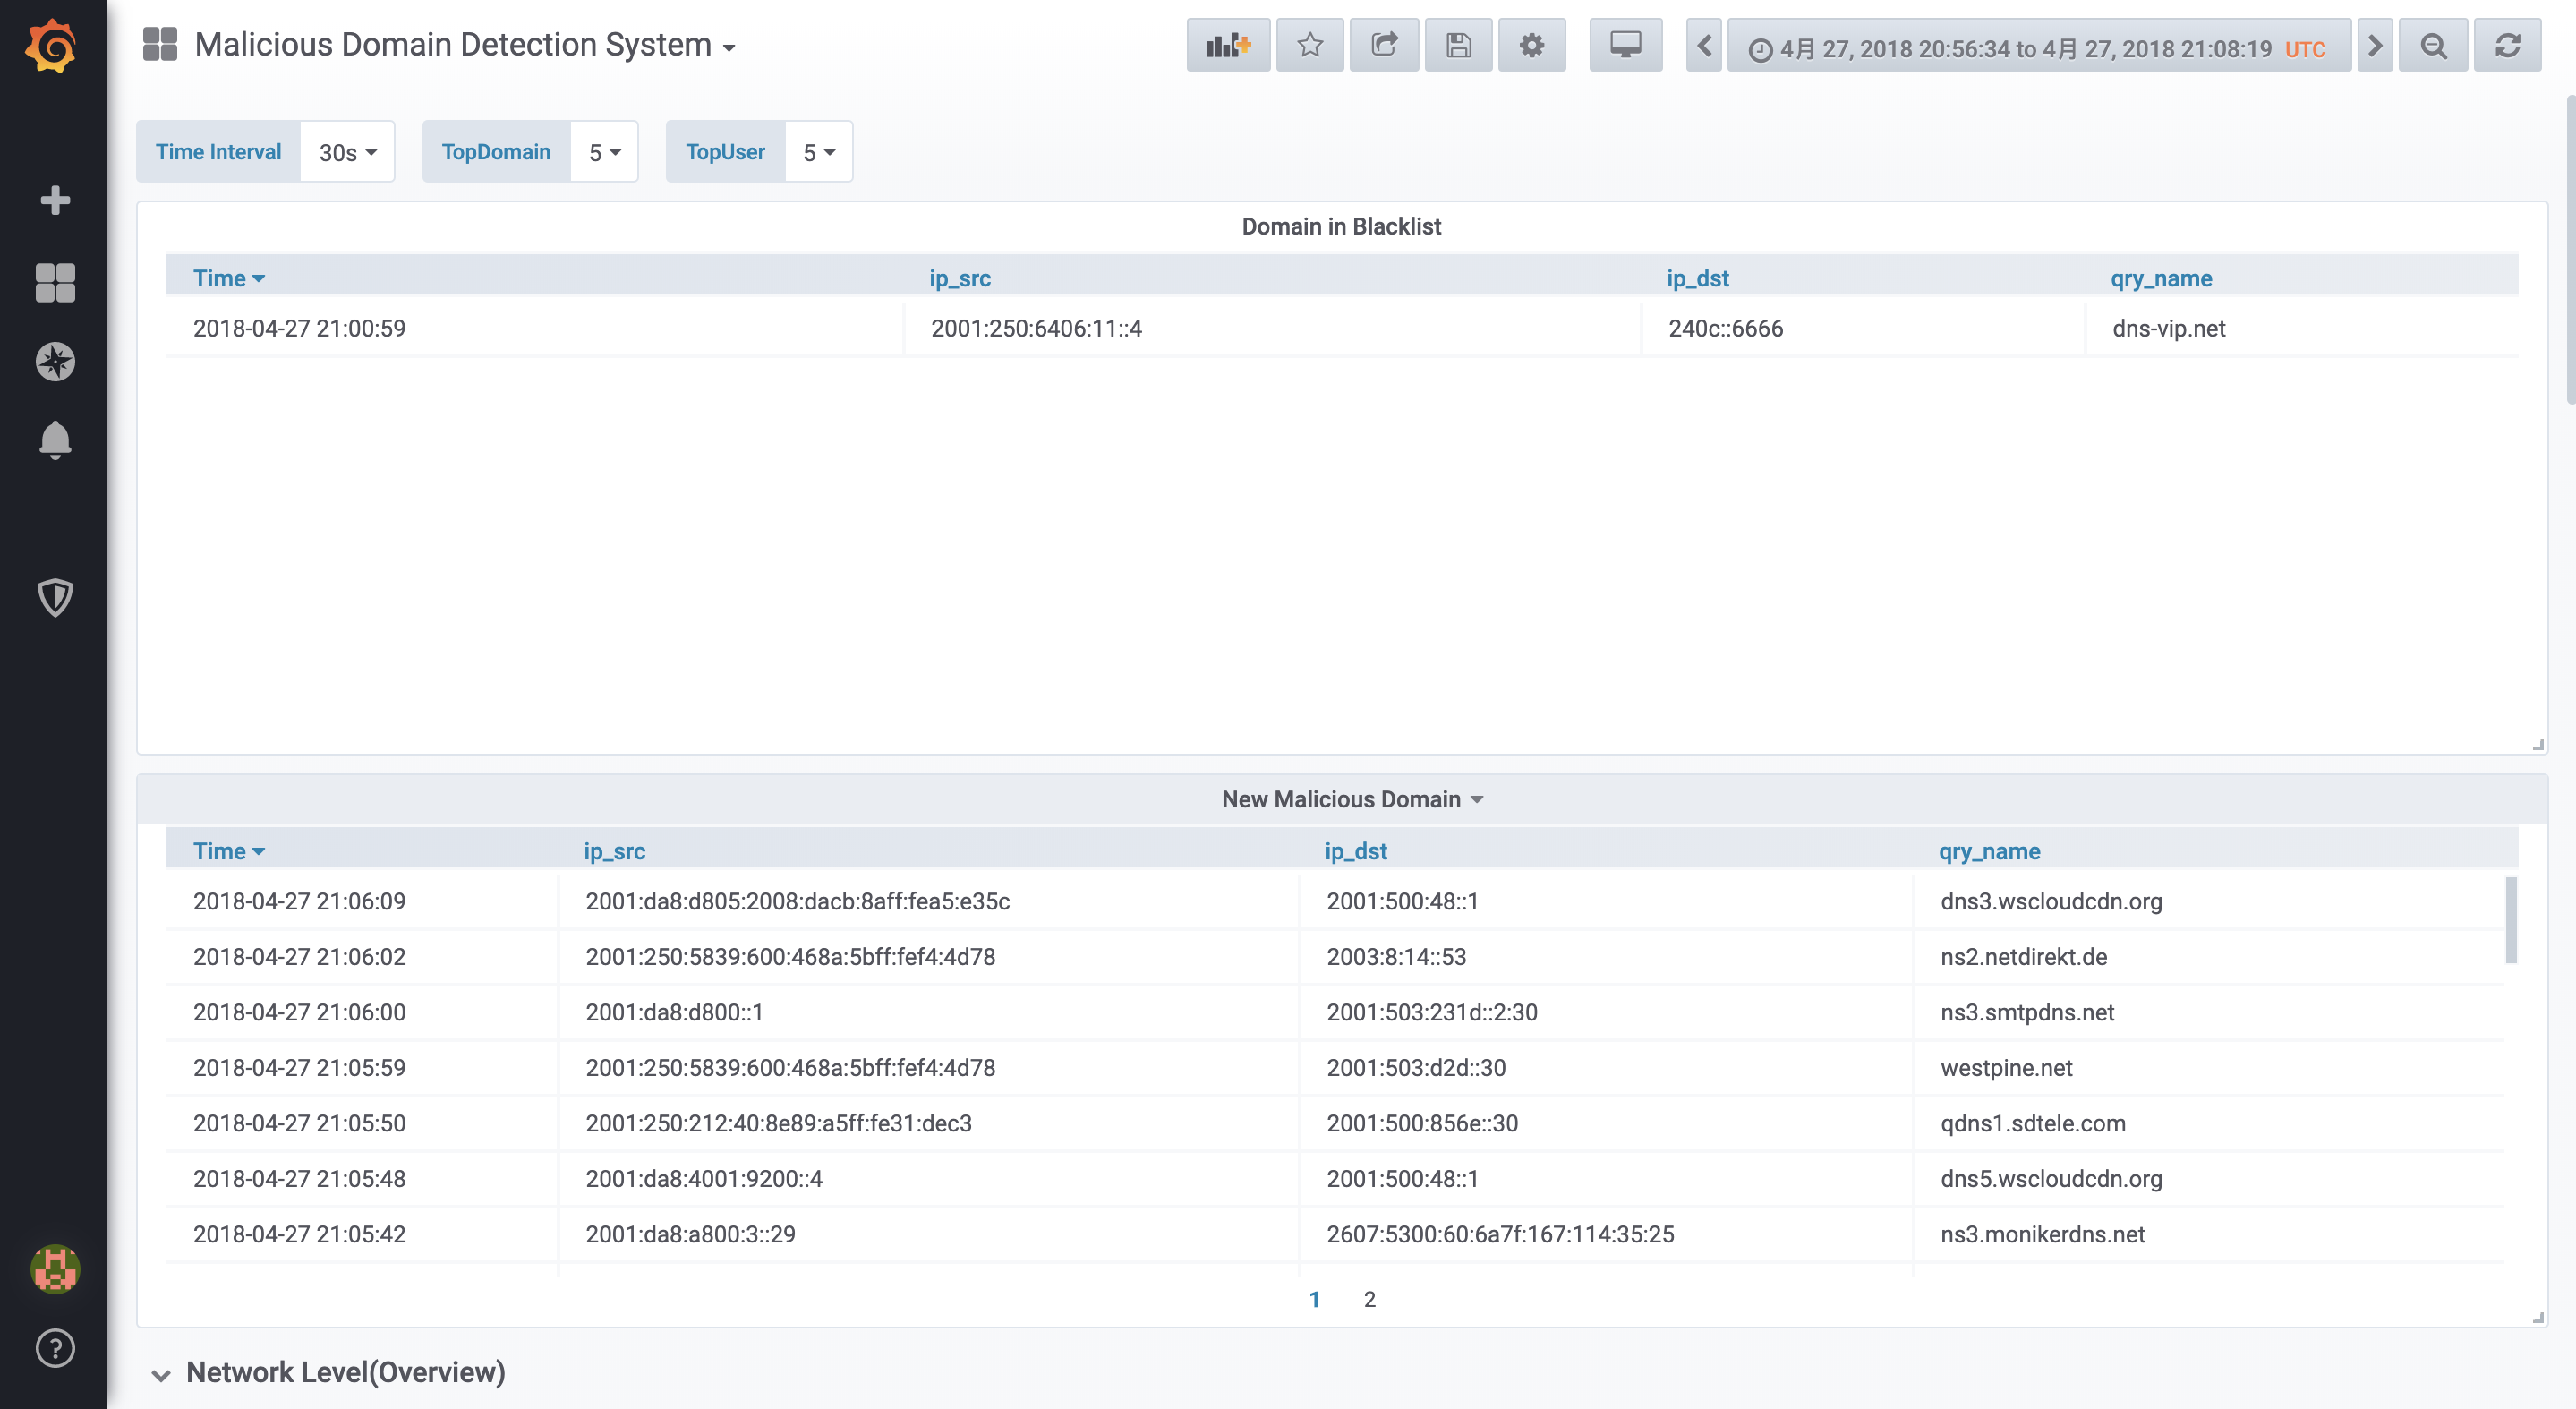 Malicious Domain Detection System
4月 27, 2018 20:56:34 to 4月 27, 2018 21:08:19 UTC
Time Interval 30s TopDomain 5 TopUser 5
Domain in Blacklist
Time ip_src ip_dst qry_name
2018-04-27 21:00:59 2001:250:6406:11::4 240c::6666 dns-vip.net
New Malicious Domain
Time ip_src ip_dst qry_name
2018-04-27 21:06:09 2001:da8:d805:2008:dacb:8aff:fea5:e35c 2001:500:48::1 dns3.wscloudcdn.org
2018-04-27 21:06:02 2001:250:5839:600:468a:5bff:fef4:4d78 2003:8:14::53 ns2.netdirekt.de
2018-04-27 21:06:00 2001:da8:d800::1 2001:503:231d::2:30 ns3.smtpdns.net
2018-04-27 21:05:59 2001:250:5839:600:468a:5bff:fef4:4d78 2001:503:d2d::30 westpine.net
2018-04-27 21:05:50 2001:250:212:40:8e89:a5ff:fe31:dec3 2001:500:856e::30 qdns1.sdtele.com
2018-04-27 21:05:48 2001:da8:4001:9200::4 2001:500:48::1 dns5.wscloudcdn.org
2018-04-27 21:05:42 2001:da8:a800:3::29 2607:5300:60:6a7f:167:114:35:25 ns3.monikerdns.net
1 2
Network Level(Overview)